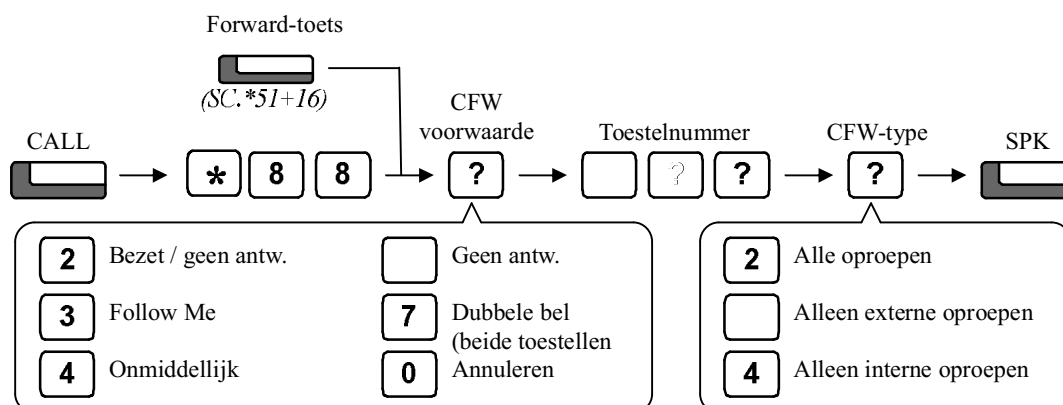 Forward-toets
(SC.*51+16)
CFW
voorwaarde
Toestelnummer
CFW-type
SPK
CALL
* 8 8 ? ? ? ?
2 Bezet / geen antw.
3 Follow Me
4 Onmiddellijk
Geen antw.
7 Dubbele bel
(beide toestellen
0 Annuleren
2 Alle oproepen
Alleen externe oproepen
4 Alleen interne oproepen